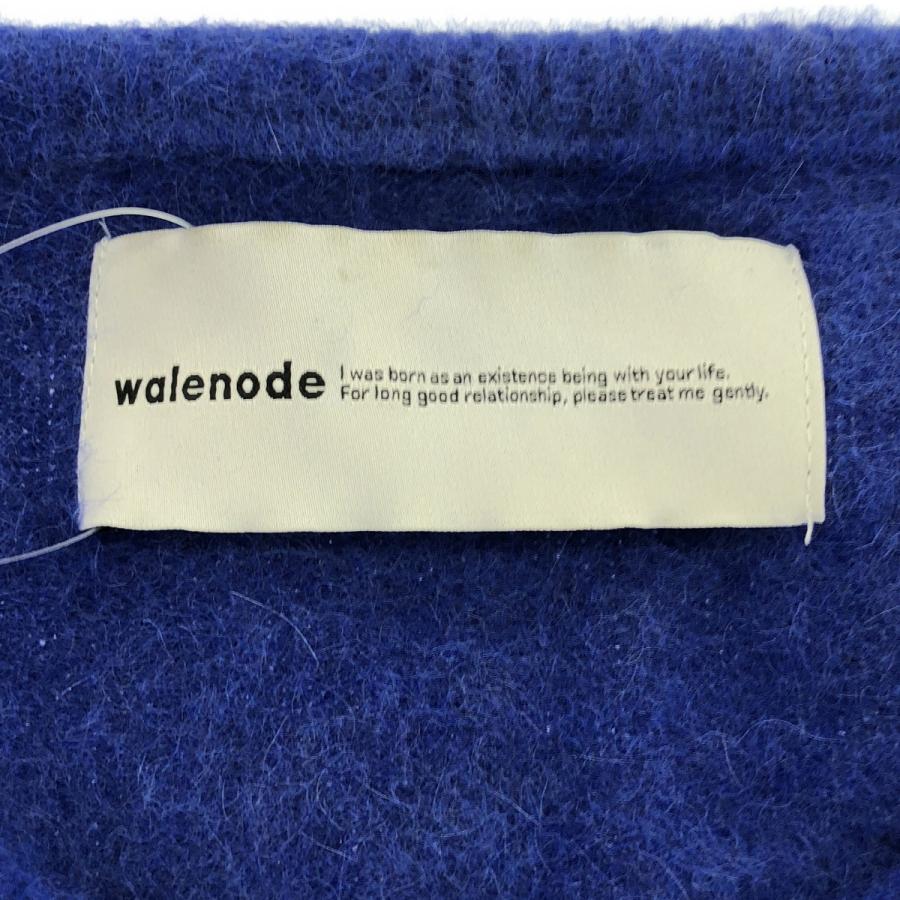 walenode
I was born as an existence being with your life.
For long good relationship, please treat me gently.